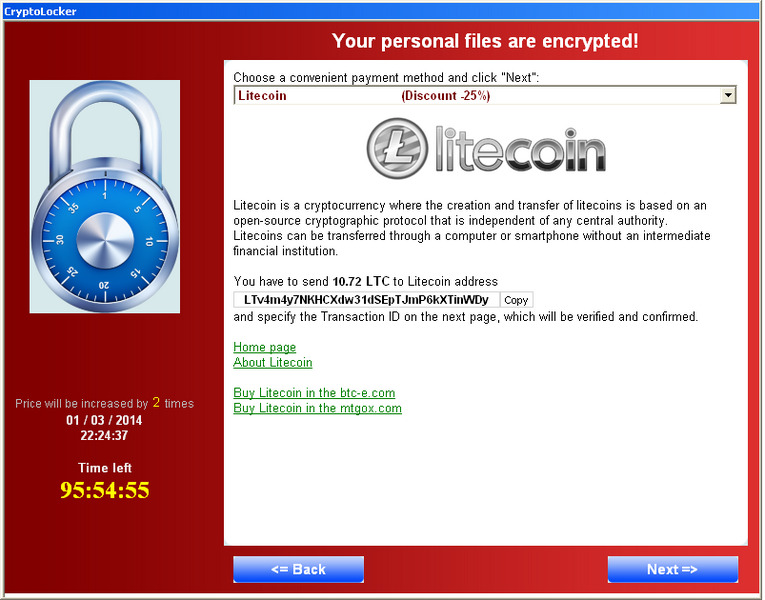 CryptoLocker
Your personal files are encrypted!
Choose a convenient payment method and click "Next":
Litecoin (Discount -25%)
litecoin
Litecoin is a cryptocurrency where the creation and transfer of litecoins is based on an
open-source cryptographic protocol that is independent of any central authority.
Litecoins can be transferred through a computer or smartphone without an intermediate
financial institution.
You have to send 10.72 LTC to Litecoin address
LTv4m4y7NKHCXdw31dSEpTJmP6kXTinWDy Copy
and specify the Transaction ID on the next page, which will be verified and confirmed.
Home page
About Litecoin
Buy Litecoin in the btc-e.com
Buy Litecoin in the mtgox.com
1
5
10
15
20
25
30
35
Price will be increased by 2 times
01 / 03 / 2014
22:24:37
Time left
95:54:55
<= Back
Next =>